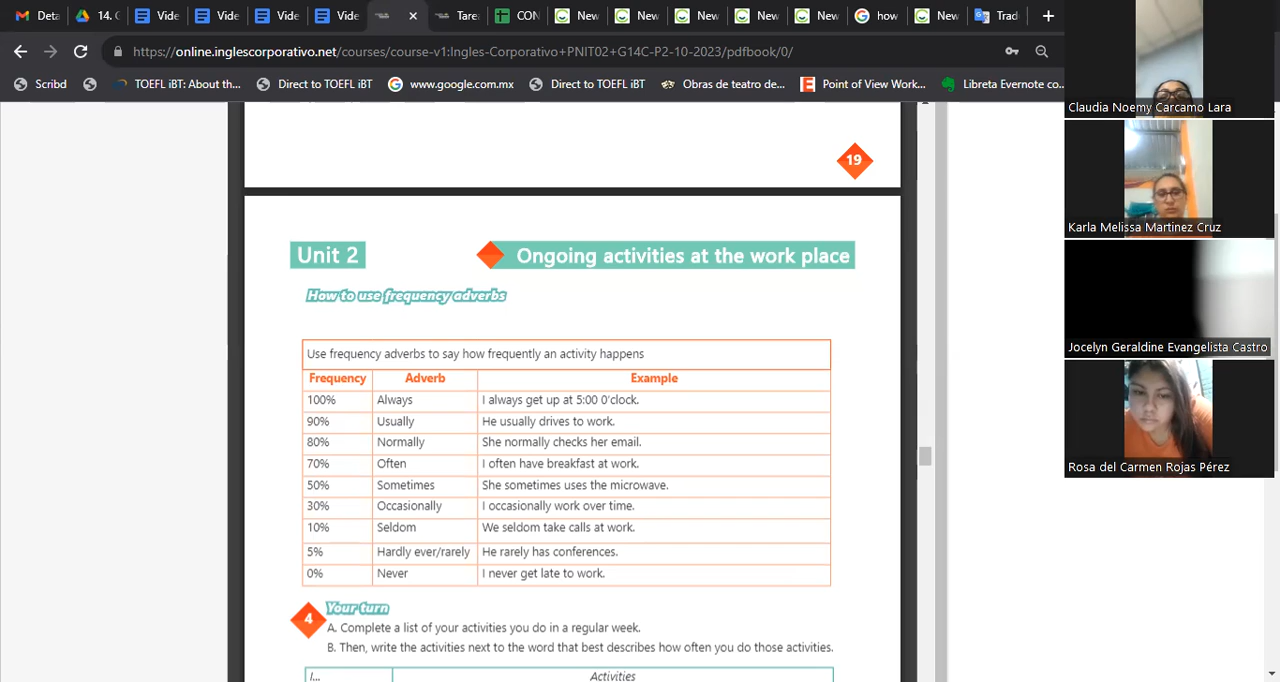 Deta
14. C
Vide
Vide
Vide
Vide
Tare
CON
New
New
New
New
New
how
New
Trad
https://online.inglescorporativo.net/courses/course-v1:Ingles-Corporativo+PNIT02+G14C-P2-10-2023/pdfbook/0/
Scribd
TOEFL iBT: About th...
Direct to TOEFL iBT
www.google.com.mx
Direct to TOEFL iBT
Obras de teatro de...
Point of View Work...
Libreta Evernote co...
19
Unit 2
Ongoing activities at the work place
How to use frequency adverbs
Use frequency adverbs to say how frequently an activity happens
Frequency Adverb Example
100% Always I always get up at 5:00 0'clock.
90% Usually He usually drives to work.
80% Normally She normally checks her email.
70% Often I often have breakfast at work.
50% Sometimes She sometimes uses the microwave.
30% Occasionally I occasionally work over time.
10% Seldom We seldom take calls at work.
5% Hardly ever/rarely He rarely has conferences.
0% Never I never get late to work.
4 Your turn
A. Complete a list of your activities you do in a regular week.
B. Then, write the activities next to the word that best describes how often you do those activities.
I... Activities
Claudia Noemy Carcamo Lara
Karla Melissa Martinez Cruz
Jocelyn Geraldine Evangelista Castro
Rosa del Carmen Rojas Pérez